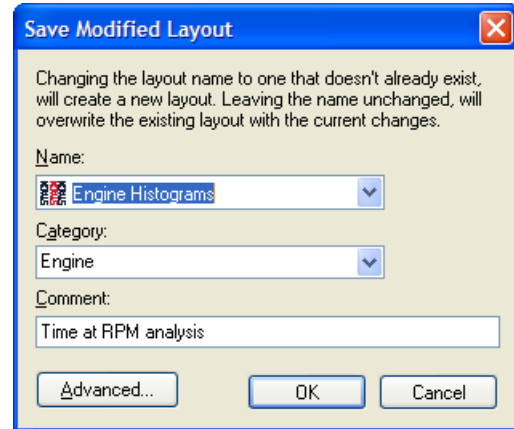 Save Modified Layout
Changing the layout name to one that doesn't already exist,
will create a new layout. Leaving the name unchanged, will
overwrite the existing layout with the current changes.
Name:
Engine Histograms
Category:
Engine
Comment:
Time at RPM analysis
Advanced... OK Cancel